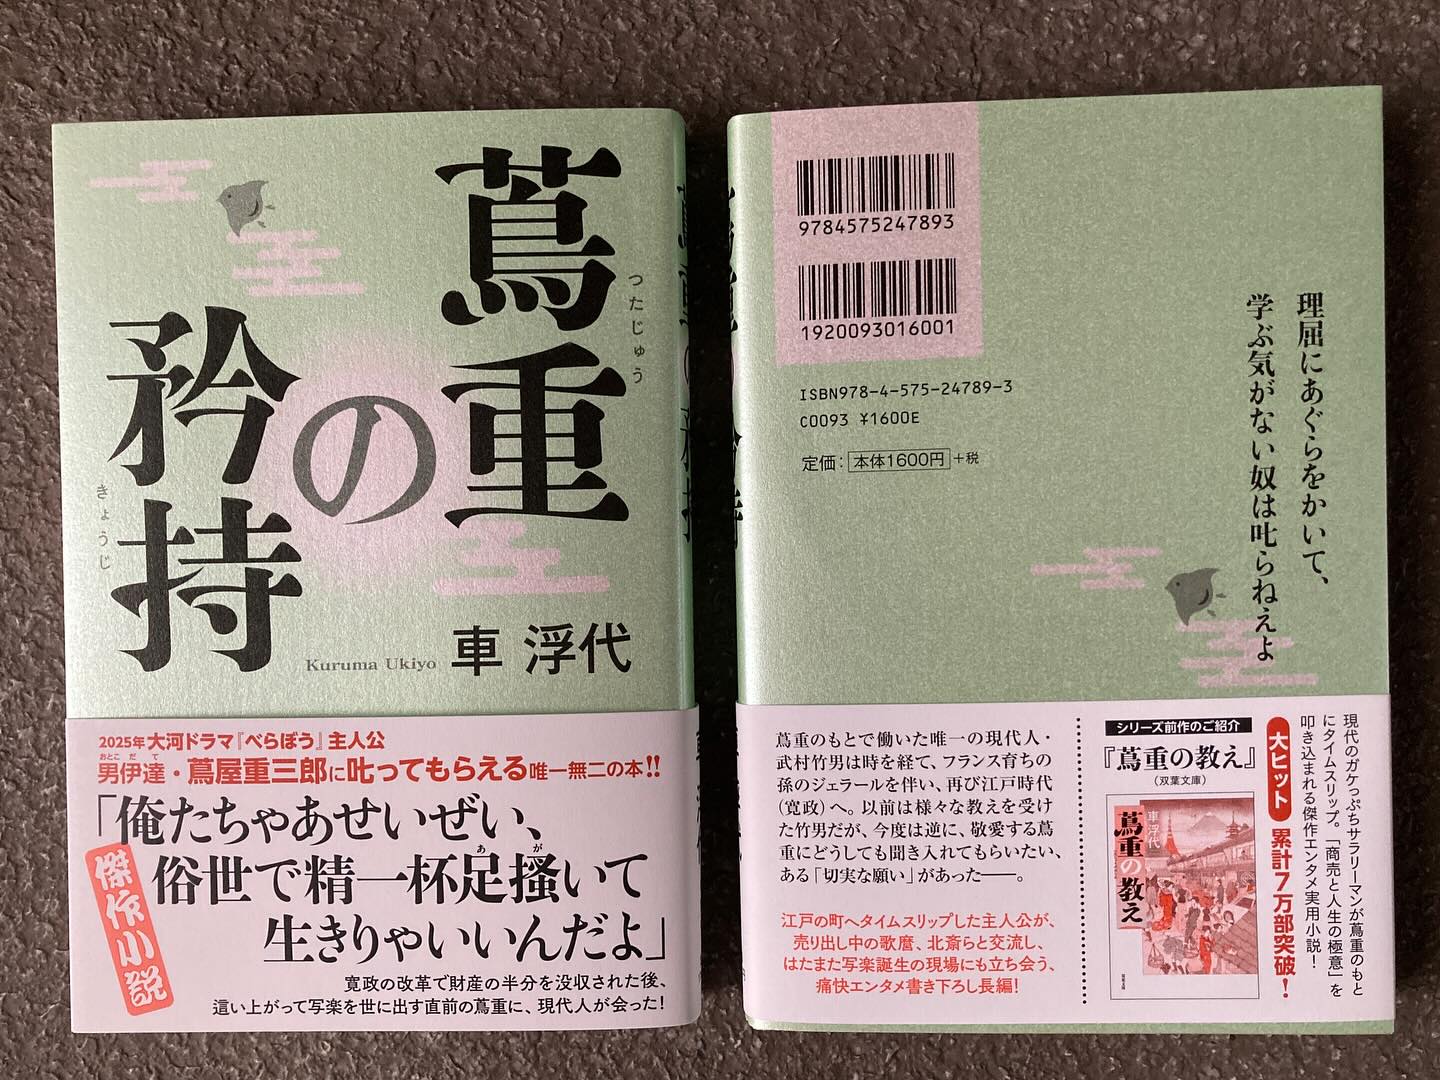 蔦重の矜持
つたじゅう
きょうじ
Kuruma Ukiyo
車 浮代
2025年大河ドラマ『べらぼう』主人公
おとこ だて
男伊達・蔦屋重三郎に叱ってもらえる唯一無二の本!!
「俺たちゃあせいぜい、
あ が
俗世で精一杯足搔いて
生きりゃいいんだよ」
傑作小説
寛政の改革で財産の半分を没収された後、
這い上がって写楽を世に出す直前の蔦重に、現代人が会った!
9784575247893
1920093016001
ISBN978-4-575-24789-3
C0093 ¥1600E
定価:本体1600円+税
理屈にあぐらをかいて、
学ぶ気がない奴は叱らねえよ
蔦重のもとで働いた唯一の現代人・
武村竹男は時を経て、フランス育ちの
孫のジェラールを伴い、再び江戸時代
(寛政)へ。以前は様々な教えを受け
た竹男だが、今度は逆に、敬愛する蔦
重にどうしても聞き入れてもらいたい、
ある「切実な願い」があった――。
江戸の町へタイムスリップした主人公が、
売り出し中の歌麿、北斎らと交流し、
はたまた写楽誕生の現場にも立ち会う、
痛快エンタメ書き下ろし長編!
シリーズ前作のご紹介
『蔦重の教え』
(双葉文庫)
車浮代
蔦重の教え
大ヒット 累計7万部突破!
現代のガケっぷちサラリーマンが蔦重のもと
にタイムスリップ。「商売と人生の極意」を
叩き込まれる傑作エンタメ実用小説!